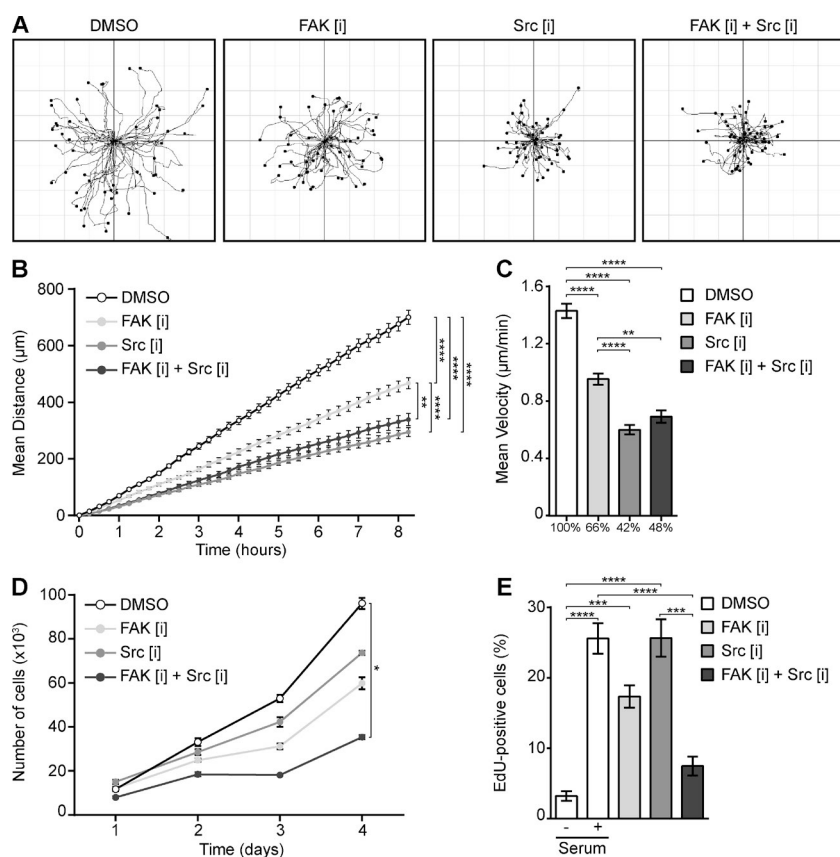 A
DMSO
FAK [i]
Src [i]
FAK [i] + Src [i]
B
800
600
400
200
0
Mean Distance (µm)
DMSO
FAK [i]
Src [i]
FAK [i] + Src [i]
****
**
****
****
****
0 1 2 3 4 5 6 7 8
Time (hours)
C
1.6
1.2
0.8
0.4
0
Mean Velocity (µm/min)
****
****
****
**
****
100% 66% 42% 48%
DMSO
FAK [i]
Src [i]
FAK [i] + Src [i]
D
100
80
60
40
20
0
Number of cells (x10³)
DMSO
FAK [i]
Src [i]
FAK [i] + Src [i]
*
1 2 3 4
Time (days)
E
30
20
10
0
EdU-positive cells (%)
****
****
***
****
***
- +
Serum
DMSO
FAK [i]
Src [i]
FAK [i] + Src [i]